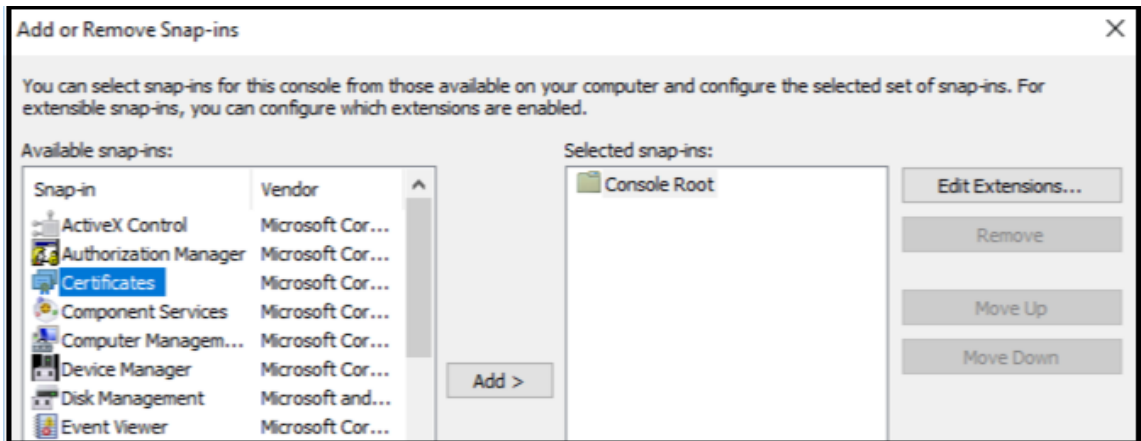 Add or Remove Snap-ins
You can select snap-ins for this console from those available on your computer and configure the selected set of snap-ins. For
extensible snap-ins, you can configure which extensions are enabled.
Available snap-ins:
Snap-in Vendor
ActiveX Control Microsoft Cor...
Authorization Manager Microsoft Cor...
Certificates Microsoft Cor...
Component Services Microsoft Cor...
Computer Managem... Microsoft Cor...
Device Manager Microsoft Cor...
Disk Management Microsoft and...
Event Viewer Microsoft Cor...
Add >
Selected snap-ins:
Console Root
Edit Extensions...
Remove
Move Up
Move Down